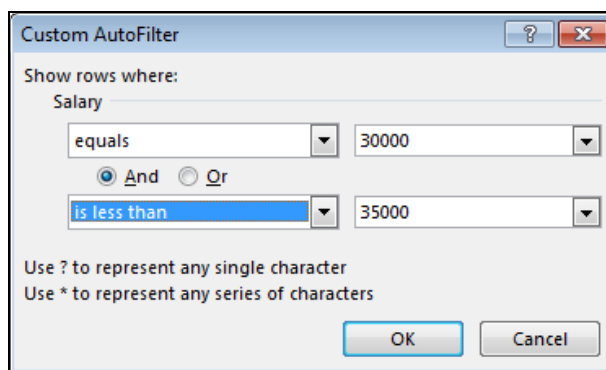 Custom AutoFilter
?
Show rows where:
Salary
equals 30000
And Or
is less than 35000
Use ? to represent any single character
Use * to represent any series of characters
OK Cancel